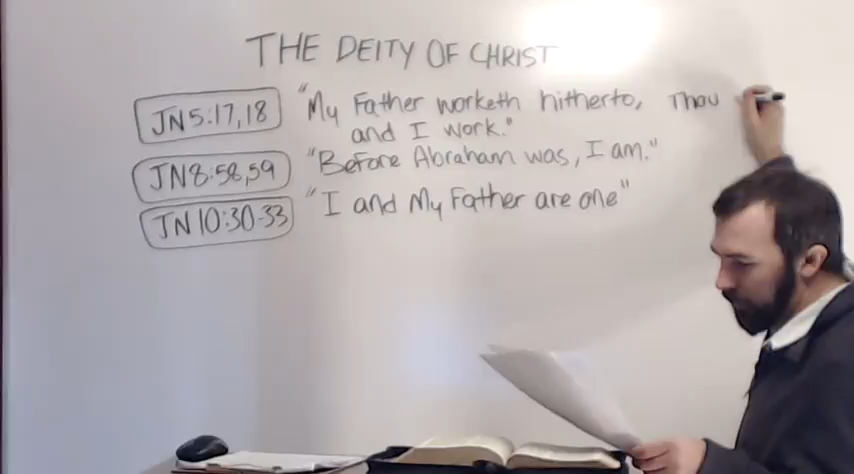 THE DEITY OF CHRIST
JN 5:17,18 "My Father worketh hitherto, Thou
and I work."
JN 8:58,59 "Before Abraham was, I am."
JN 10:30-33 "I and My Father are one"